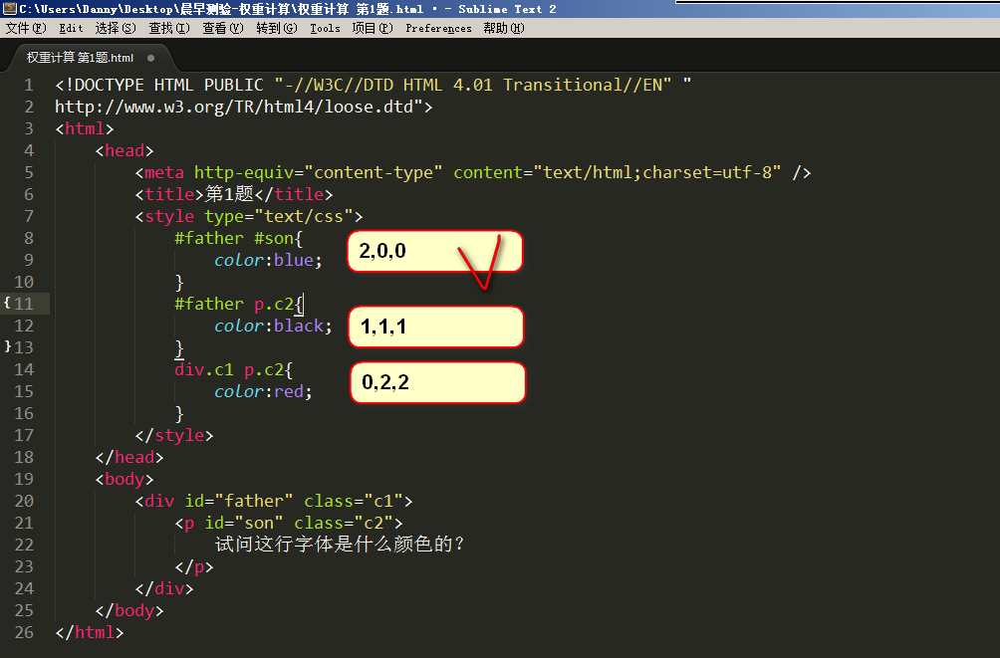 C:\Users\Danny\Desktop\晨早测验-权重计算\权重计算 第1题.html • - Sublime Text 2
文件(F) Edit 选择(S) 查找(I) 查看(V) 转到(G) Tools 项目(P) Preferences 帮助(H)
权重计算 第1题.html
1 <!DOCTYPE HTML PUBLIC "-//W3C//DTD HTML 4.01 Transitional//EN" "
2 http://www.w3.org/TR/html4/loose.dtd">
3 <html>
4 <head>
5 <meta http-equiv="content-type" content="text/html;charset=utf-8" />
6 <title>第1题</title>
7 <style type="text/css">
8 #father #son{
9 color:blue; 2,0,0
10 }
{ 11 #father p.c2{
12 color:black; 1,1,1
} 13 }
14 div.c1 p.c2{
15 color:red; 0,2,2
16 }
17 </style>
18 </head>
19 <body>
20 <div id="father" class="c1">
21 <p id="son" class="c2">
22 试问这行字体是什么颜色的？
23 </p>
24 </div>
25 </body>
26 </html>